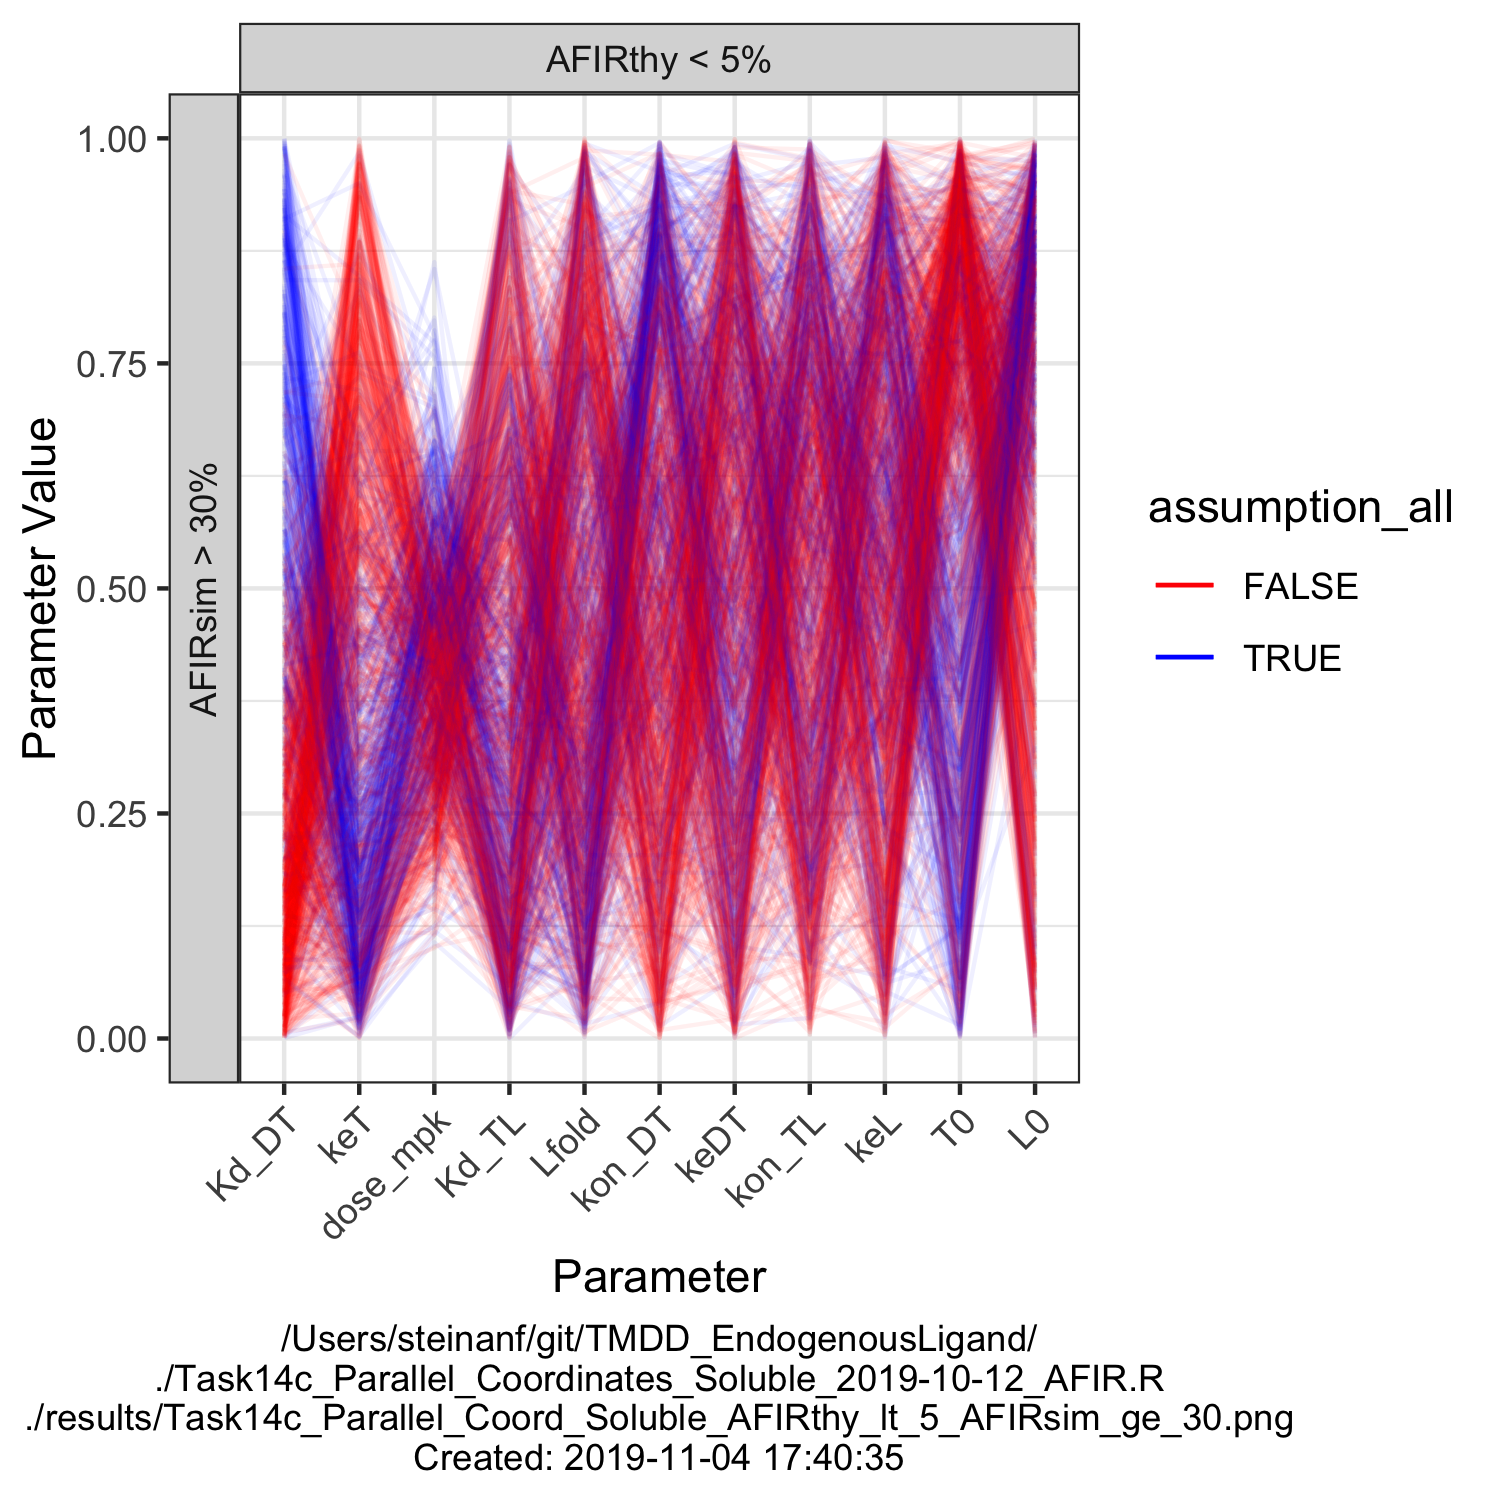 AFIRthy < 5%
AFIRsim > 30%
Parameter Value
1.00
0.75
0.50
0.25
0.00
Kd_DT
keT
dose_mpk
Kd_TL
Lfold
kon_DT
keDT
kon_TL
keL
T0
L0
Parameter
assumption_all
FALSE
TRUE
/Users/steinanf/git/TMDD_EndogenousLigand/
./Task14c_Parallel_Coordinates_Soluble_2019-10-12_AFIR.R
./results/Task14c_Parallel_Coord_Soluble_AFIRthy_lt_5_AFIRsim_ge_30.png
Created: 2019-11-04 17:40:35